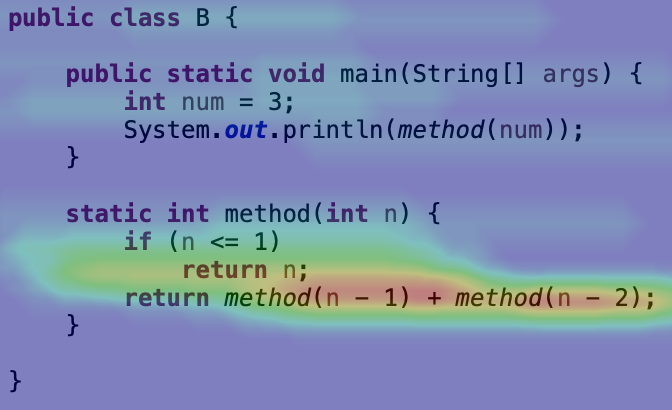 public class B {
public static void main(String[] args) {
int num = 3;
System.out.println(method(num));
}
static int method(int n) {
if (n <= 1)
return n;
return method(n - 1) + method(n - 2);
}
}